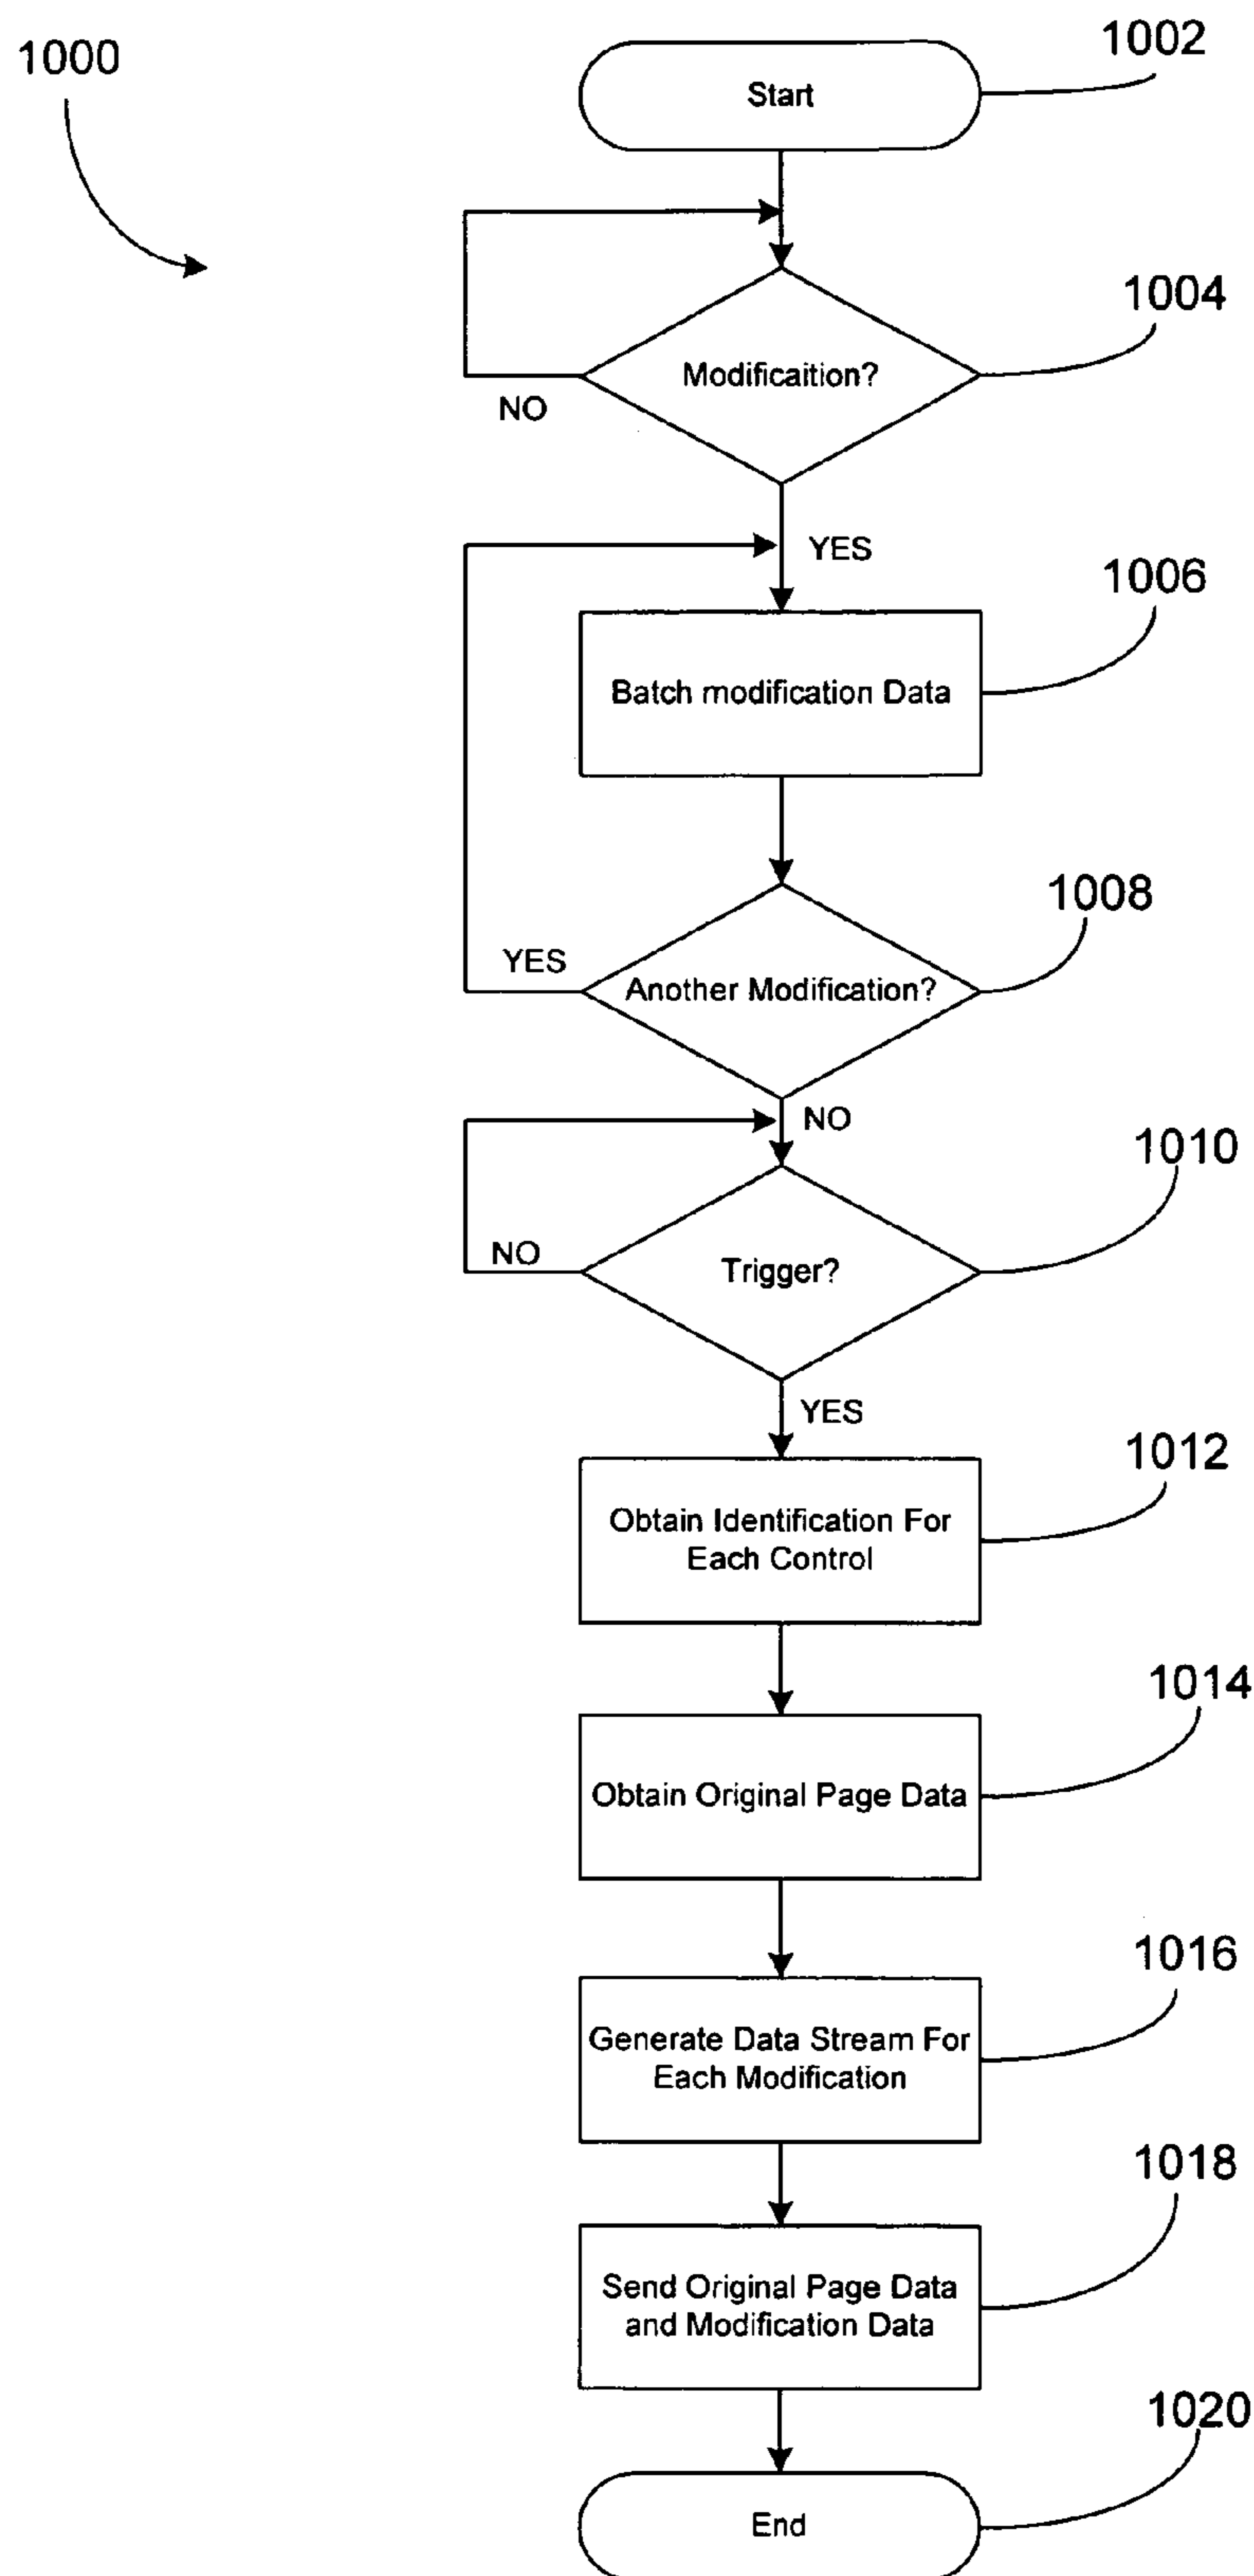 1000
1002
Start
1004
Modificaition?
NO
YES
1006
Batch modification Data
1008
YES
Another Modification?
NO
1010
NO
Trigger?
YES
1012
Obtain Identification For
Each Control
1014
Obtain Original Page Data
1016
Generate Data Stream For
Each Modification
1018
Send Original Page Data
and Modification Data
1020
End